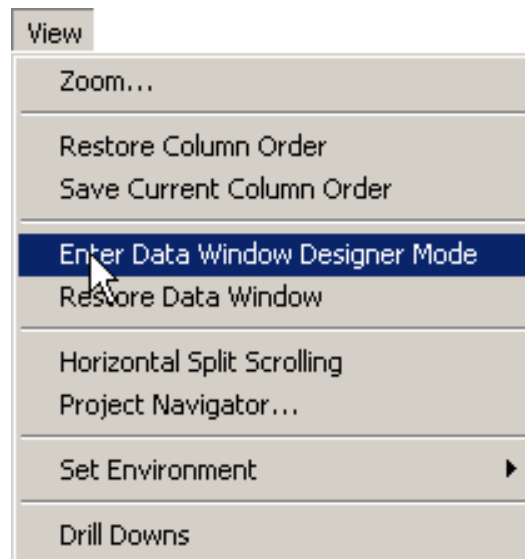 View
Zoom...
Restore Column Order
Save Current Column Order
Enter Data Window Designer Mode
Restore Data Window
Horizontal Split Scrolling
Project Navigator...
Set Environment
Drill Downs